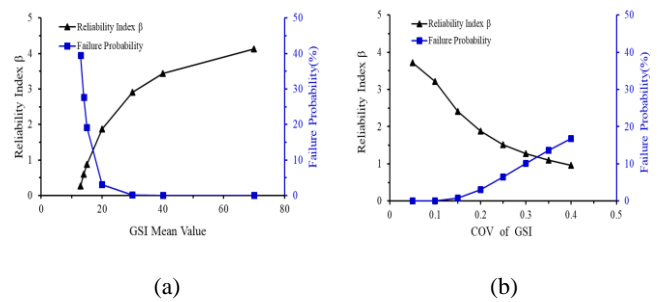 Reliability Index β
Failure Probability
Reliability Index β
5
4
3
2
1
0
Failure Probability(%)
50
40
30
20
10
0
0
20
40
60
80
GSI Mean Value
(a)
Reliability Index β
Failure Probability
Reliability Index β
5
4
3
2
1
0
Failure Probability(%)
50
40
30
20
10
0
0
0.1
0.2
0.3
0.4
0.5
COV of GSI
(b)